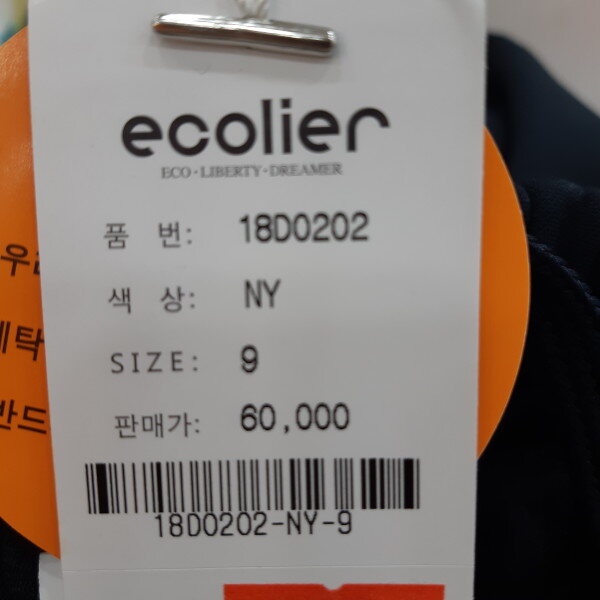 ecolier
ECO·LIBERTY·DREAMER
품 번: 18D0202
색 상: NY
SIZE: 9
판매가: 60,000
18D0202-NY-9